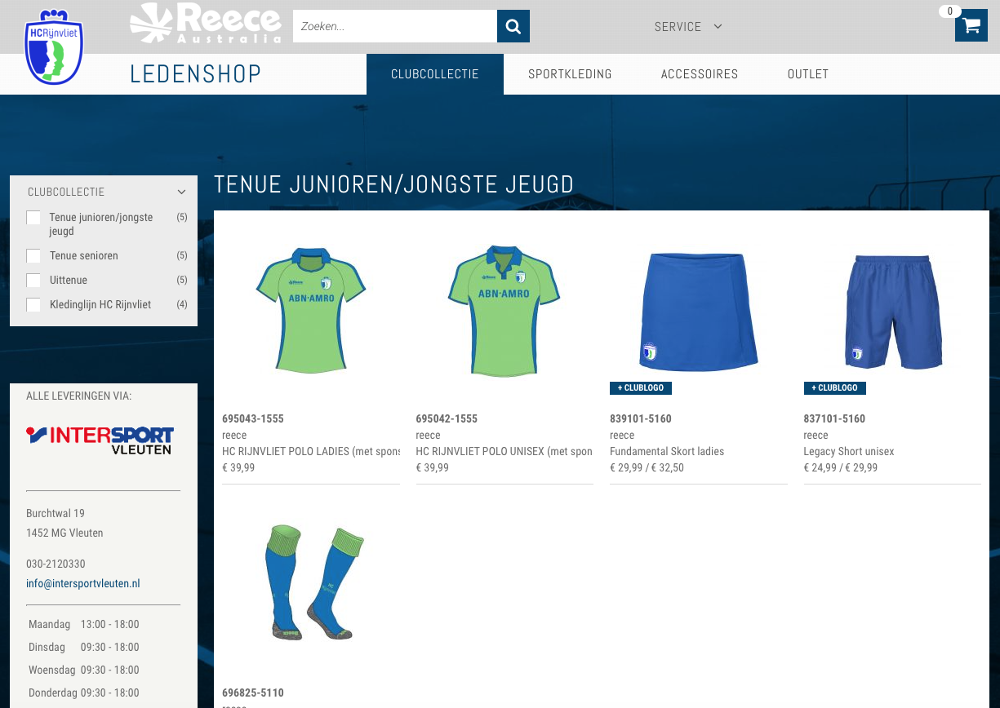 HCRijnvliet
Reece
Australia
Zoeken...
SERVICE
0
LEDENSHOP
CLUBCOLLECTIE
SPORTKLEDING
ACCESSOIRES
OUTLET
TENUE JUNIOREN/JONGSTE JEUGD
CLUBCOLLECTIE
Tenue junioren/jongste (5)
jeugd
Tenue senioren (5)
Uittenue (5)
Kledinglijn HC Rijnvliet (4)
ALLE LEVERINGEN VIA:
INTERSPORT
VLEUTEN
Burchtwal 19
1452 MG Vleuten
030-2120330
info@intersportvleuten.nl
Maandag 13:00 - 18:00
Dinsdag 09:30 - 18:00
Woensdag 09:30 - 18:00
Donderdag 09:30 - 18:00
Reece
ABN·AMRO
695043-1555
reece
HC RIJNVLIET POLO LADIES (met spons
€ 39,99
Reece
ABN·AMRO
695042-1555
reece
HC RIJNVLIET POLO UNISEX (met spon
€ 39,99
+ CLUBLOGO
839101-5160
reece
Fundamental Skort ladies
€ 29,99 / € 32,50
+ CLUBLOGO
837101-5160
reece
Legacy Short unisex
€ 24,99 / € 29,99
696825-5110